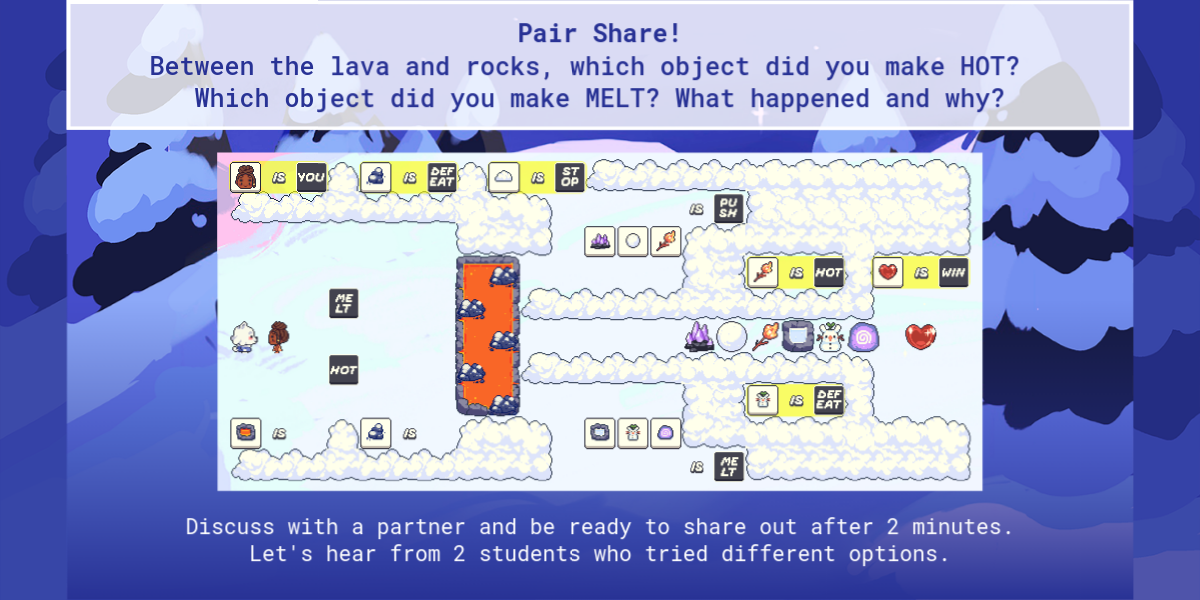 Pair Share!
Between the lava and rocks, which object did you make HOT?
Which object did you make MELT? What happened and why?
IS YOU IS DEFEAT IS STOP
IS PUSH
IS HOT IS WIN
MELT
HOT
IS DEFEAT
IS IS
IS MELT
Discuss with a partner and be ready to share out after 2 minutes.
Let's hear from 2 students who tried different options.